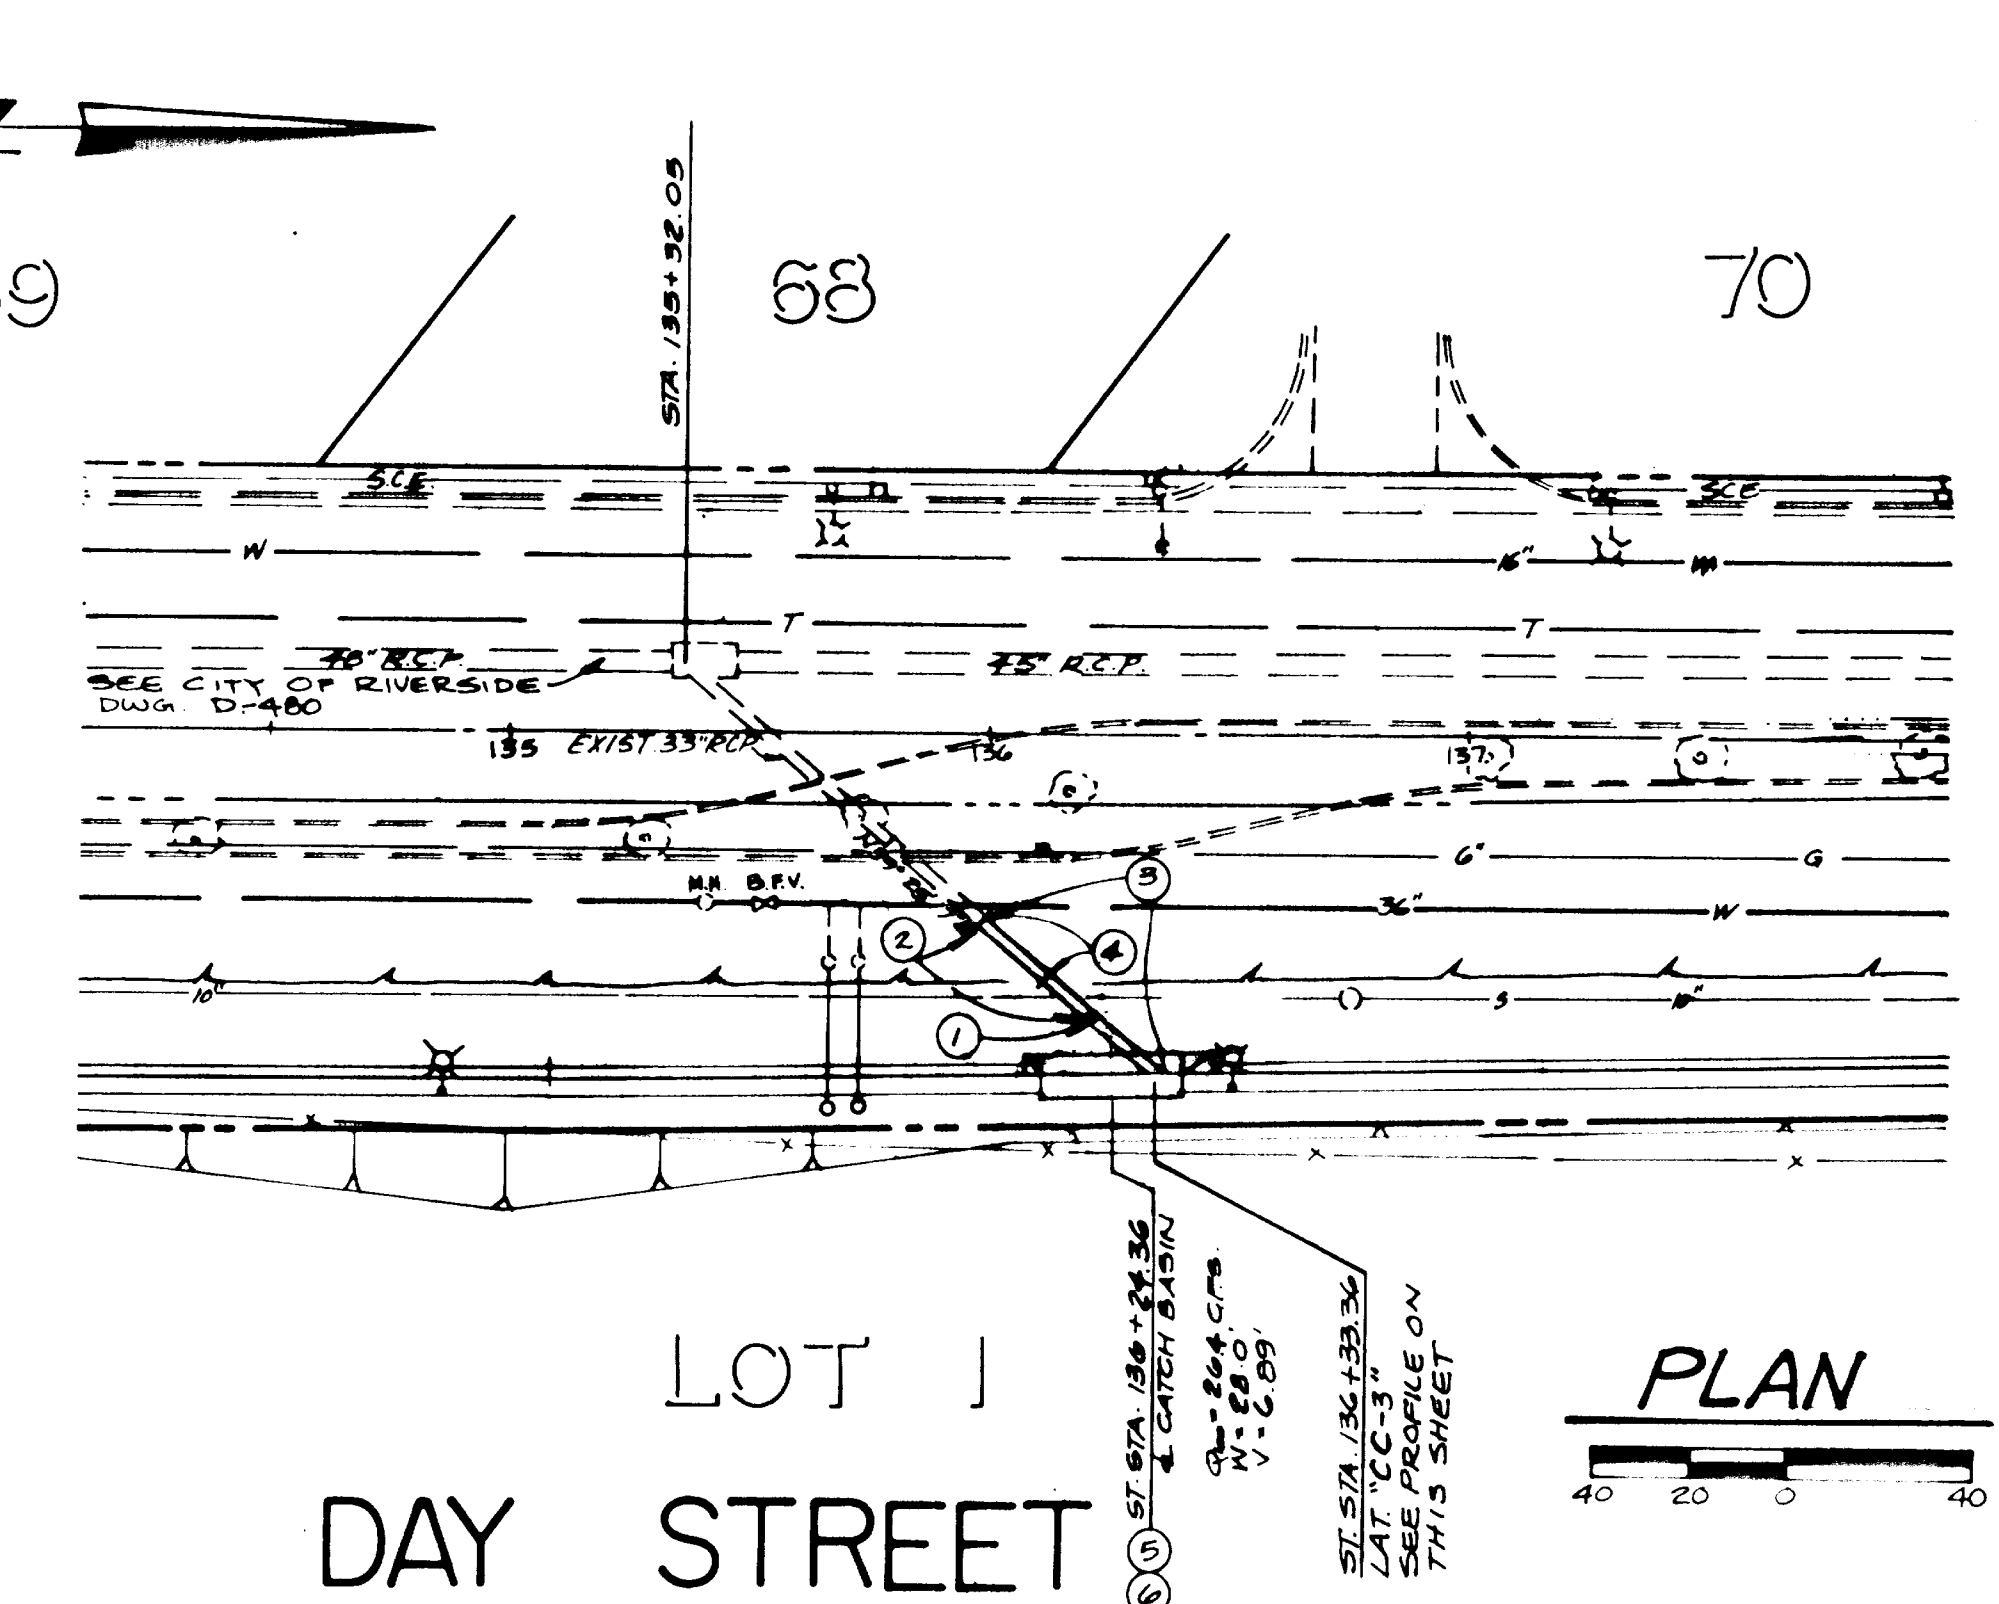 9
68
70
STA. 135+32.05
S.C.E.
SCE
W
16"
T
T
48" R.C.P.
45" R.C.P.
SEE CITY OF RIVERSIDE
DWG. D-480
135
EXIST. 33" RCP
136
137
6"
G
M.H. B.F.V.
3
36"
W
2
4
10"
S
10"
1
ST. STA. 136+24.36
℄ CATCH BASIN
W = 28.0'
V = 6.89'
ST. STA. 136+33.36
LAT. "CC-3"
SEE PROFILE ON
THIS SHEET
LOT 1
PLAN
40 20 0 40
DAY STREET
5
6